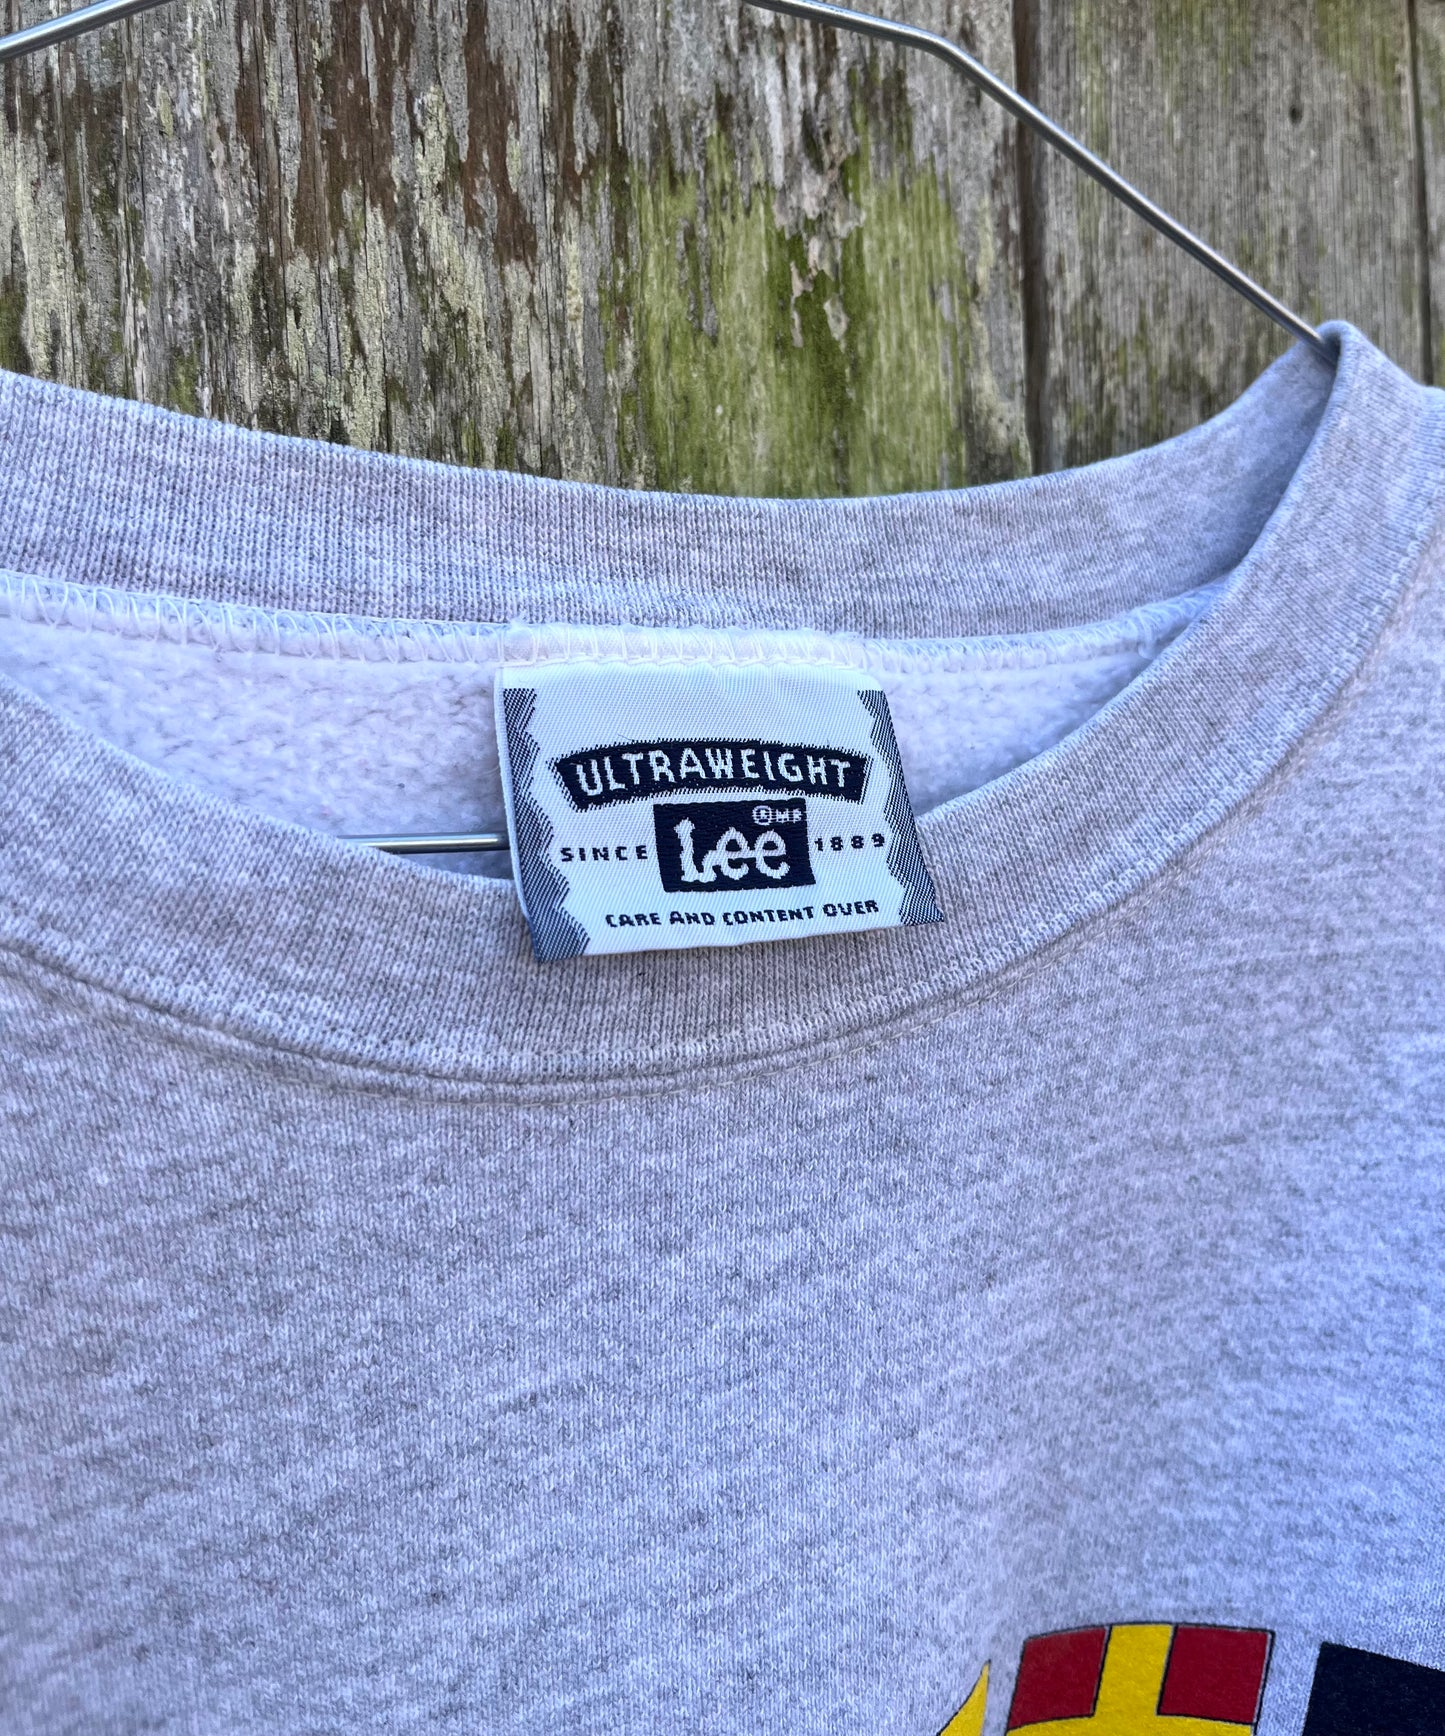 ULTRAWEIGHT
® MR
SINCE Lee 1889
CARE AND CONTENT OVER